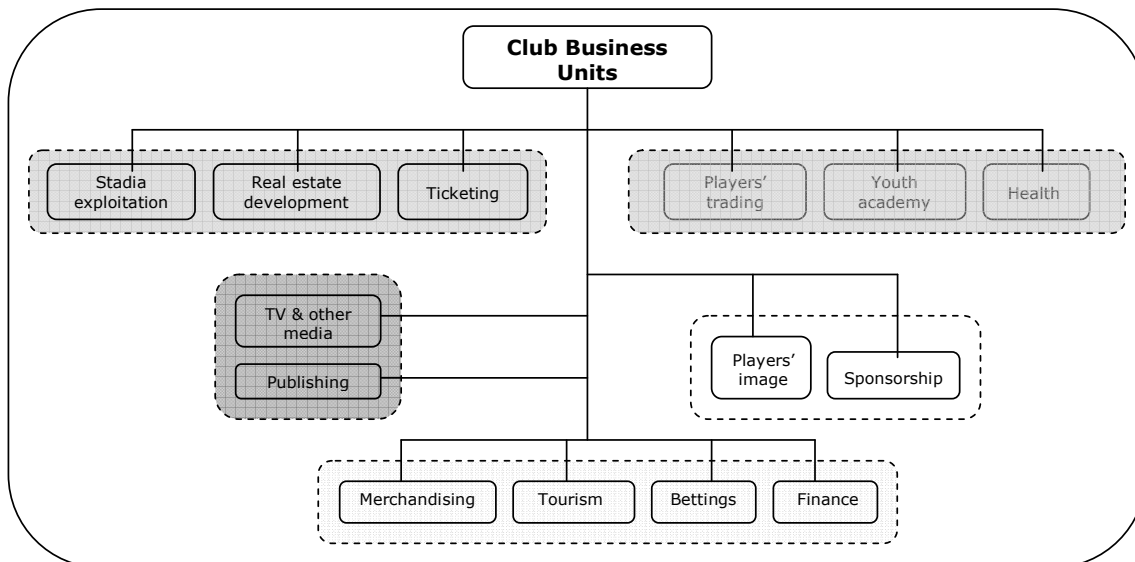 Club Business
Units
Stadia
exploitation
Real estate
development
Ticketing
Players’
trading
Youth
academy
Health
TV & other
media
Publishing
Players’
image
Sponsorship
Merchandising
Tourism
Bettings
Finance